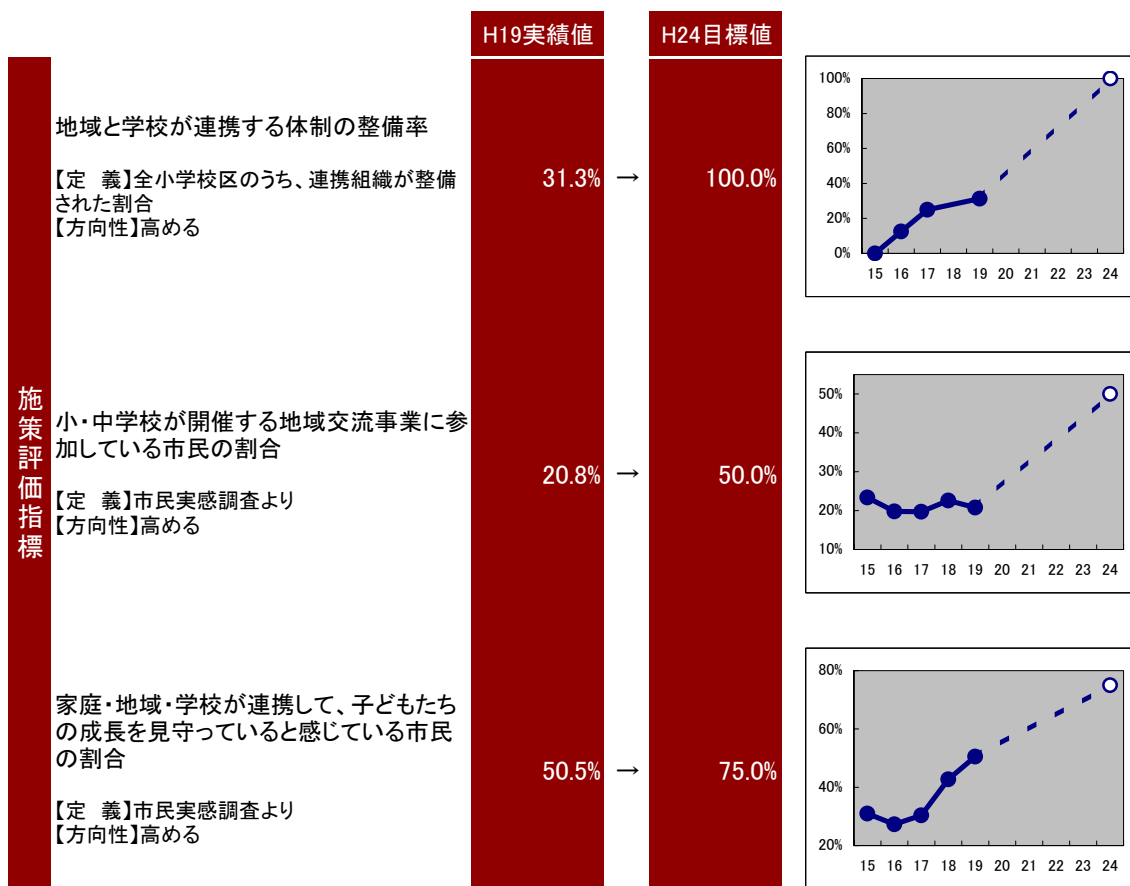 H19実績値
H24目標値
施策評価指標
地域と学校が連携する体制の整備率
【定　義】全小学校区のうち、連携組織が整備
された割合
【方向性】高める
31.3%
→
100.0%
100%
80%
60%
40%
20%
0%
15 16 17 18 19 20 21 22 23 24
小・中学校が開催する地域交流事業に参
加している市民の割合
【定　義】市民実感調査より
【方向性】高める
20.8%
→
50.0%
50%
40%
30%
20%
10%
15 16 17 18 19 20 21 22 23 24
家庭・地域・学校が連携して、子どもたち
の成長を見守っていると感じている市民
の割合
【定　義】市民実感調査より
【方向性】高める
50.5%
→
75.0%
80%
60%
40%
20%
15 16 17 18 19 20 21 22 23 24